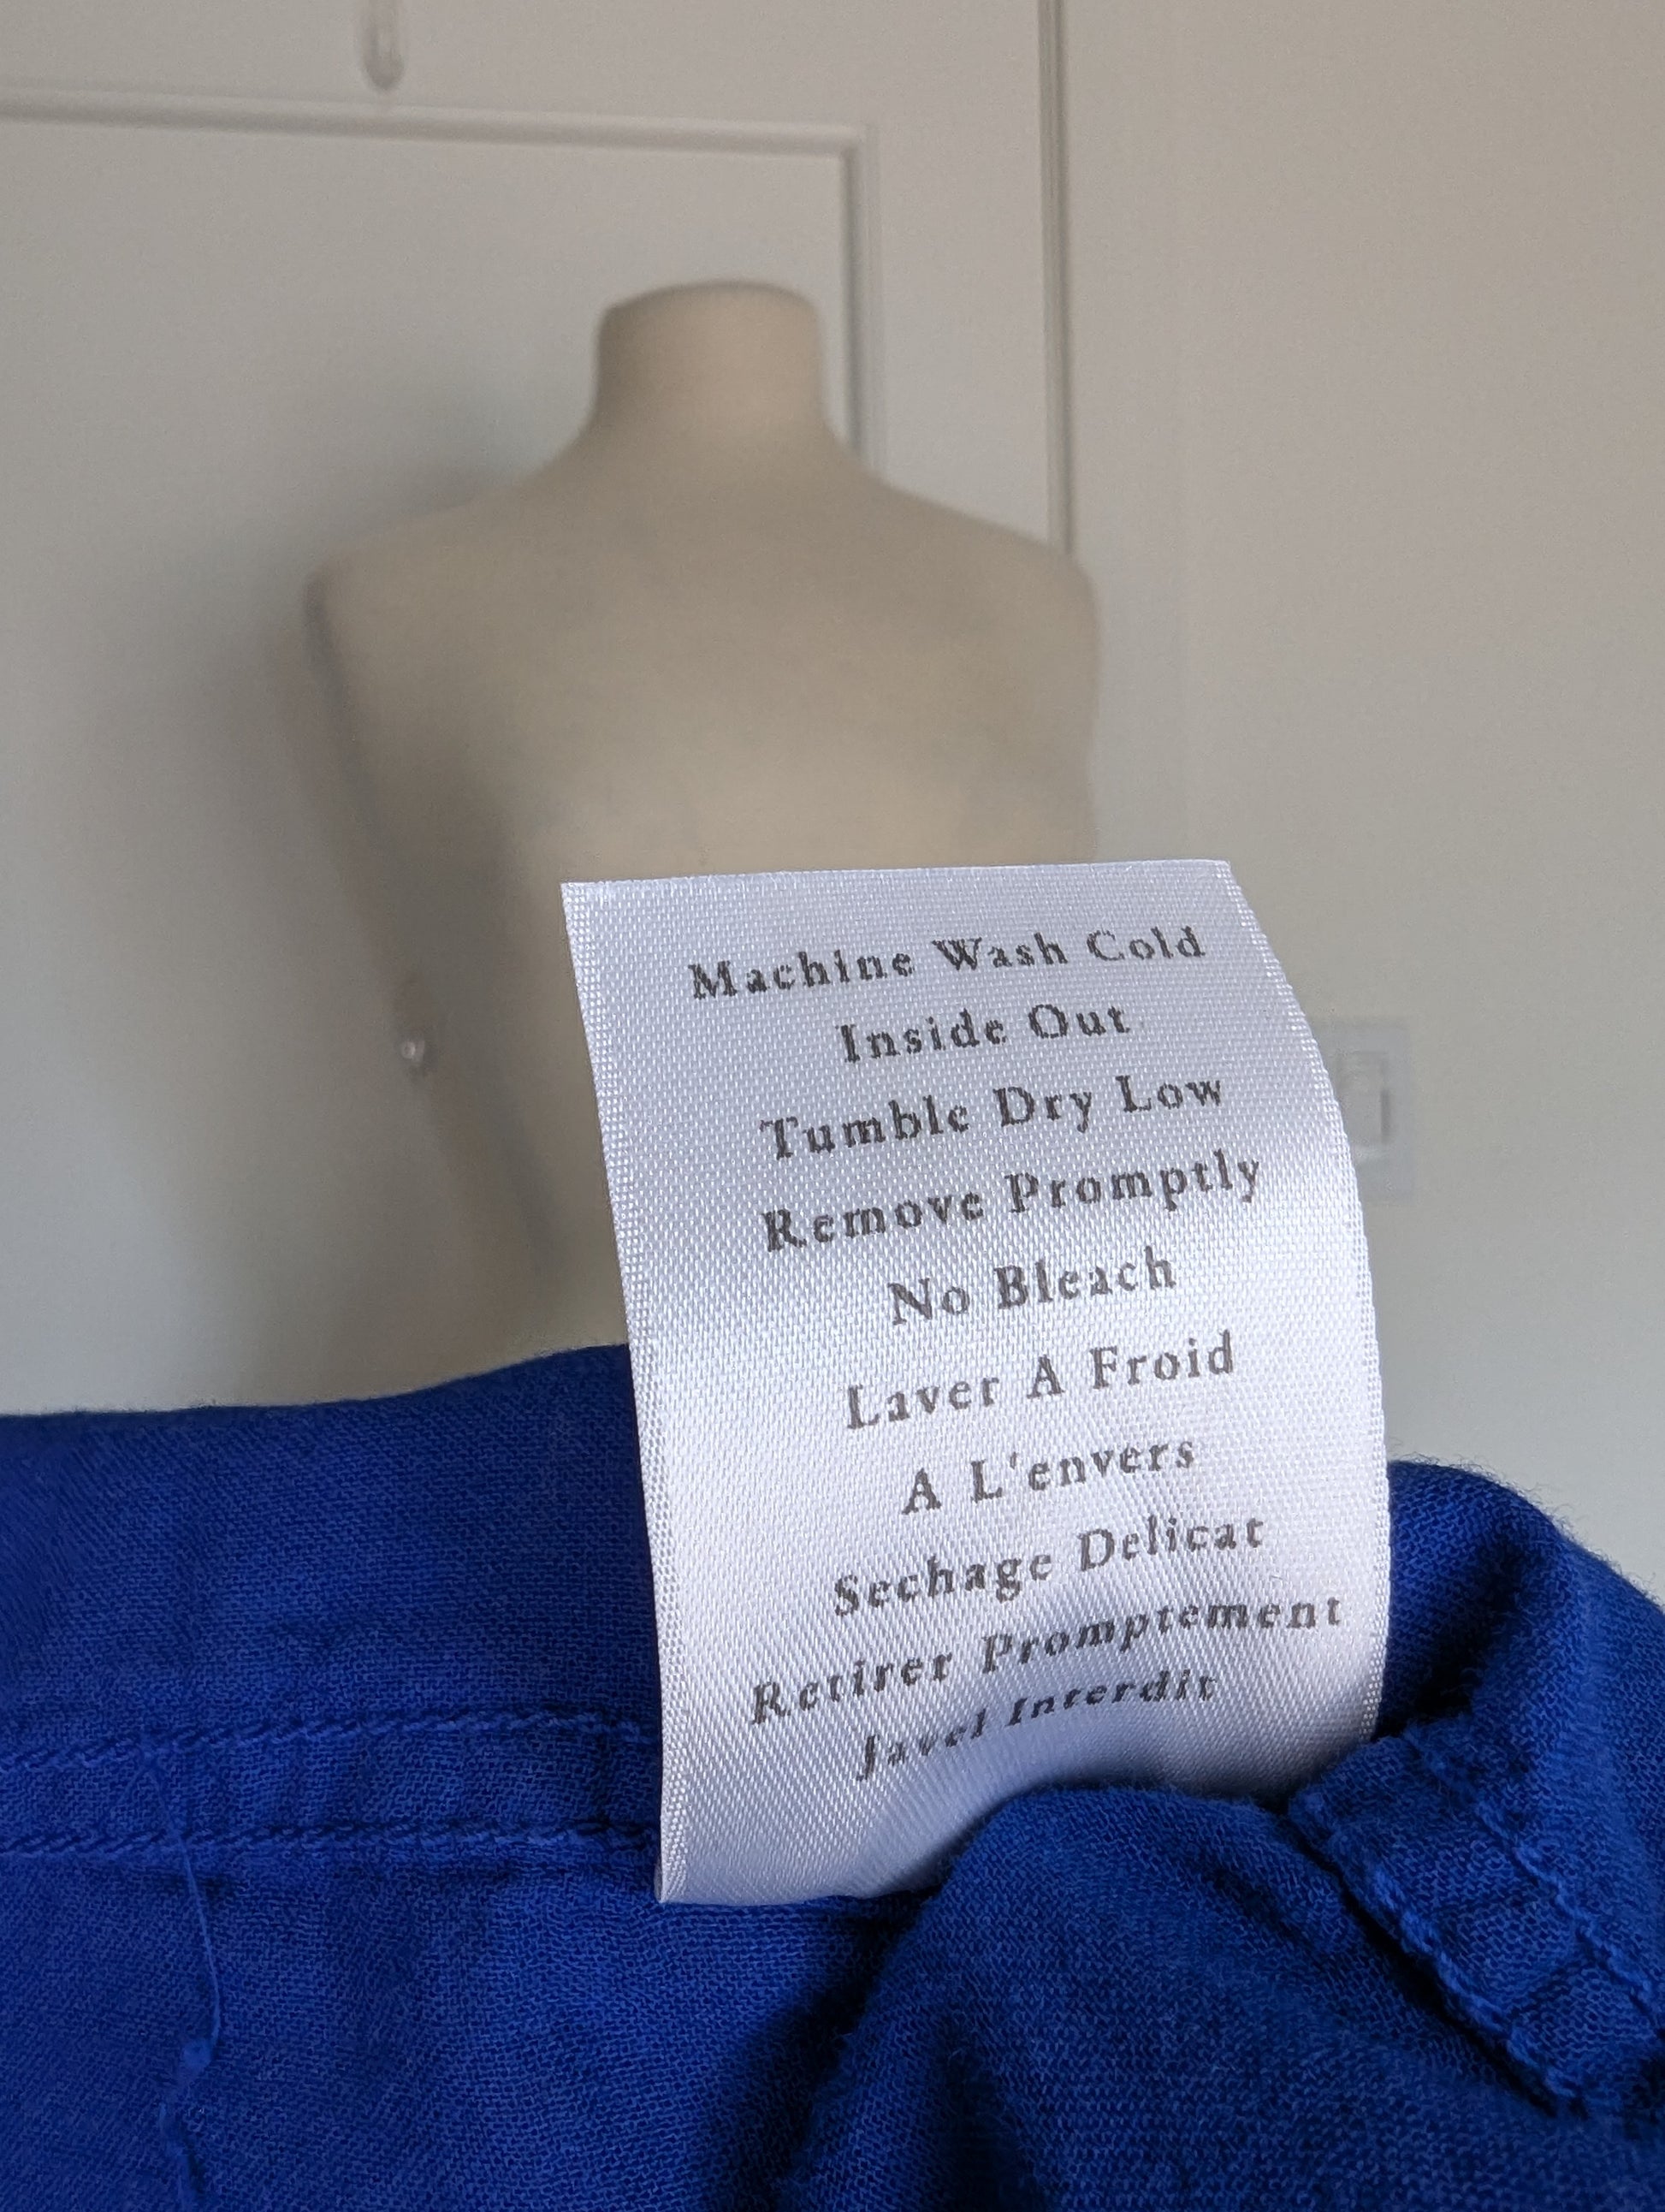 Machine Wash Cold
Inside Out
Tumble Dry Low
Remove Promptly
No Bleach
Laver A Froid
A L'envers
Sechage Delicat
Retirer Promptement
Javel Interdit